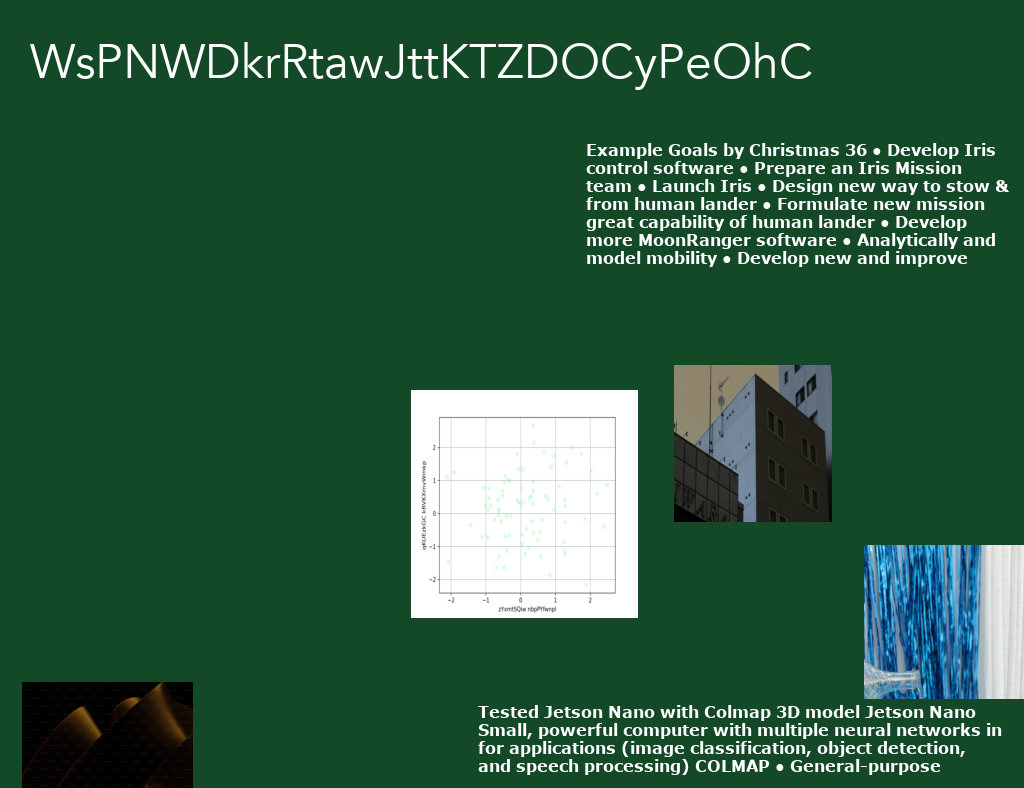 WsPNWDkrRtawJttKTZDOCyPeOhC
Example Goals by Christmas 36 ● Develop Iris
control software ● Prepare an Iris Mission
team ● Launch Iris ● Design new way to stow &
from human lander ● Formulate new mission
great capability of human lander ● Develop
more MoonRanger software ● Analytically and
model mobility ● Develop new and improve
2
1
0
−1
−2
−2 −1 0 1 2
Tested Jetson Nano with Colmap 3D model Jetson Nano
Small, powerful computer with multiple neural networks in
for applications (image classification, object detection,
and speech processing) COLMAP ● General-purpose